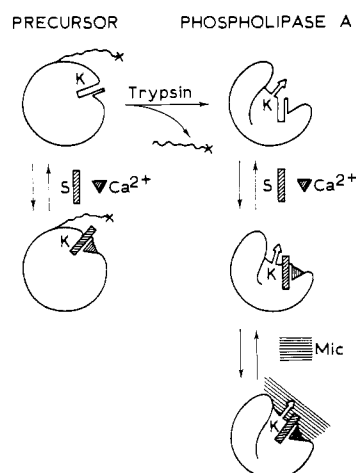 PRECURSOR PHOSPHOLIPASE A
K Trypsin K
S Ca2+ S Ca2+
K K
Mic
K